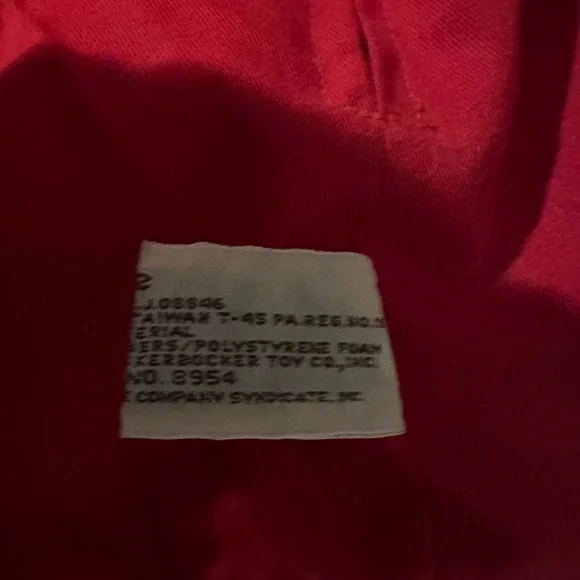 .J.08846
TAIWAN T-45 PA.REG.NO.
ERIAL
ERS/POLYSTYRENE FOAM
KERBOCKER TOY CO., INC.
NO. 8954
COMPANY SYNDICATE, INC.